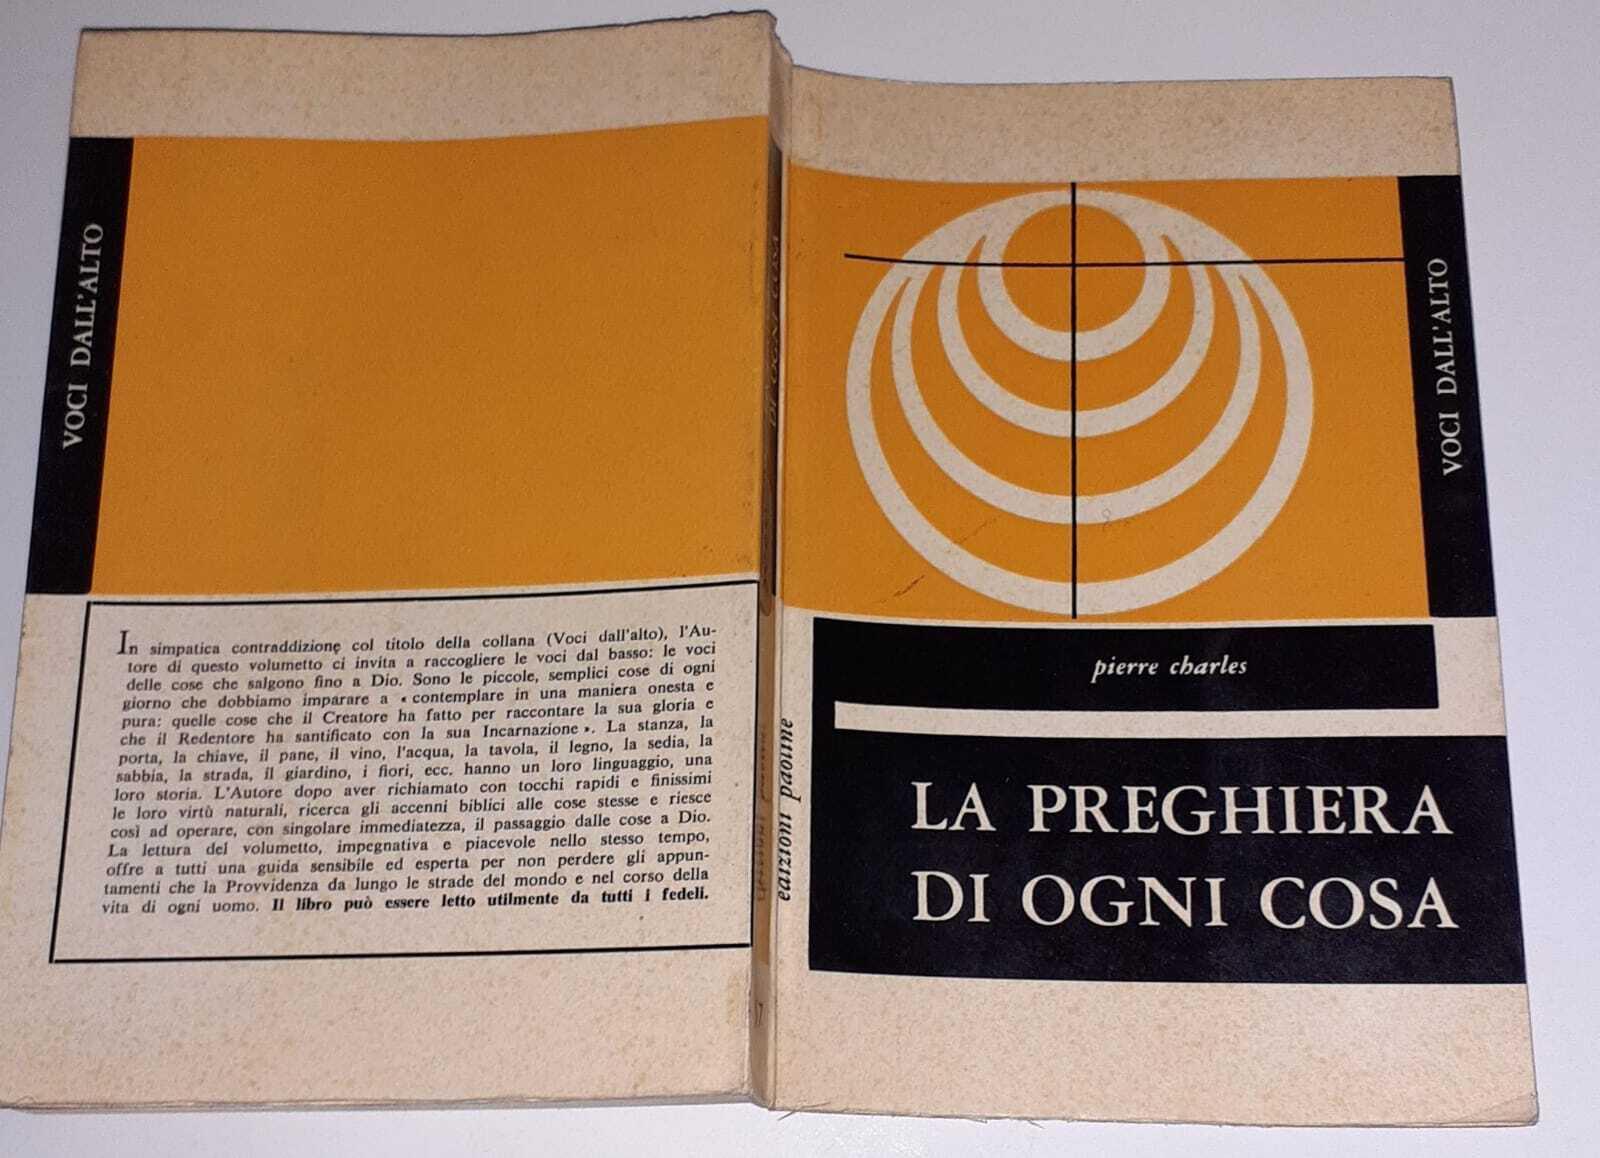 VOCI DALL'ALTO
In simpatica contraddizione col titolo della collana (Voci dall'alto), l'Au-
tore di questo volumetto ci invita a raccogliere le voci dal basso: le voci
delle cose che salgono fino a Dio. Sono le piccole, semplici cose di ogni
giorno che dobbiamo imparare a « contemplare in una maniera onesta e
pura: quelle cose che il Creatore ha fatto per raccontare la sua gloria e
che il Redentore ha santificato con la sua Incarnazione ». La stanza, la
porta, la chiave, il pane, il vino, l'acqua, la tavola, il legno, la sedia, la
sabbia, la strada, il giardino, i fiori, ecc. hanno un loro linguaggio, una
loro storia. L'Autore dopo aver richiamato con tocchi rapidi e finissimi
le loro virtù naturali, ricerca gli accenni biblici alle cose stesse e riesce
così ad operare, con singolare immediatezza, il passaggio dalle cose a Dio.
La lettura del volumetto, impegnativa e piacevole nello stesso tempo,
offre a tutti una guida sensibile ed esperta per non perdere gli appun-
tamenti che la Provvidenza da lungo le strade del mondo e nel corso della
vita di ogni uomo. Il libro può essere letto utilmente da tutti i fedeli.
DI OGNI COSA
17
edizioni paoline
VOCI DALL'ALTO
pierre charles
LA PREGHIERA
DI OGNI COSA